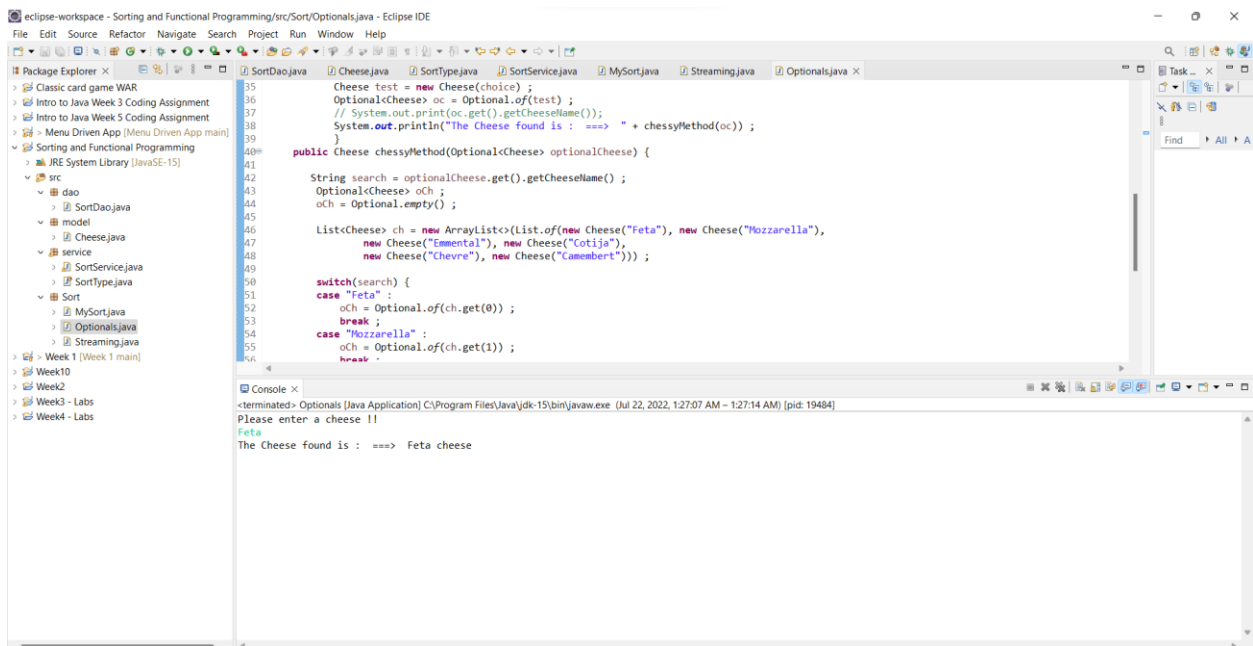 eclipse-workspace - Sorting and Functional Programming/src/Sort/Optionals.java - Eclipse IDE
File Edit Source Refactor Navigate Search Project Run Window Help
Package Explorer
Classic card game WAR
Intro to Java Week 3 Coding Assignment
Intro to Java Week 5 Coding Assignment
> Menu Driven App [Menu Driven App main]
Sorting and Functional Programming
JRE System Library [JavaSE-15]
src
dao
SortDao.java
model
Cheese.java
service
SortService.java
SortType.java
Sort
MySort.java
Optionals.java
Streaming.java
> Week 1 [Week 1 main]
Week10
Week2
Week3 - Labs
Week4 - Labs
SortDao.java Cheese.java SortType.java SortService.java MySort.java Streaming.java Optionals.java
35 Cheese test = new Cheese(choice) ;
36 Optional<Cheese> oc = Optional.of(test) ;
37 // System.out.print(oc.get().getCheeseName());
38 System.out.println("The Cheese found is : ===> " + chessyMethod(oc)) ;
39 }
40 public Cheese chessyMethod(Optional<Cheese> optionalCheese) {
41
42 String search = optionalCheese.get().getCheeseName() ;
43 Optional<Cheese> oCh ;
44 oCh = Optional.empty() ;
45
46 List<Cheese> ch = new ArrayList<>(List.of(new Cheese("Feta"), new Cheese("Mozzarella"),
47 new Cheese("Emmental"), new Cheese("Cotija"),
48 new Cheese("Chevre"), new Cheese("Camembert"))) ;
49
50 switch(search) {
51 case "Feta" :
52 oCh = Optional.of(ch.get(0)) ;
53 break ;
54 case "Mozzarella" :
55 oCh = Optional.of(ch.get(1)) ;
56 break ;
Task ...
Find All A
Console
<terminated> Optionals [Java Application] C:\Program Files\Java\jdk-15\bin\javaw.exe (Jul 22, 2022, 1:27:07 AM – 1:27:14 AM) [pid: 19484]
Please enter a cheese !!
Feta
The Cheese found is : ===> Feta cheese